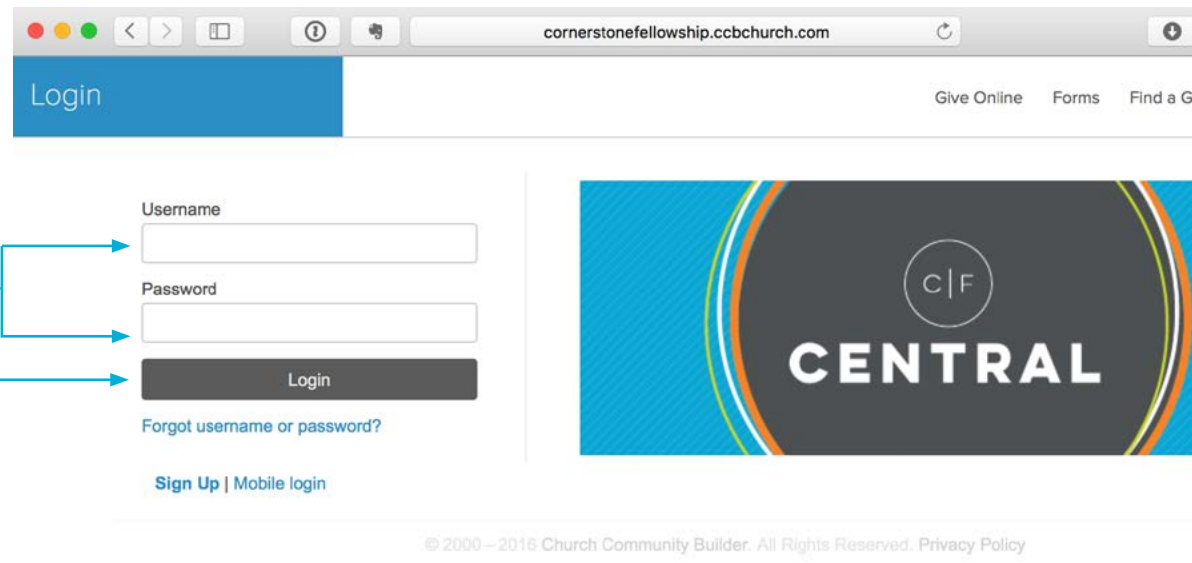 cornerstonefellowship.ccbchurch.com
Login
Give Online Forms Find a G
Username
Password
Login
Forgot username or password?
Sign Up | Mobile login
C|F
CENTRAL
© 2000 – 2016 Church Community Builder. All Rights Reserved. Privacy Policy